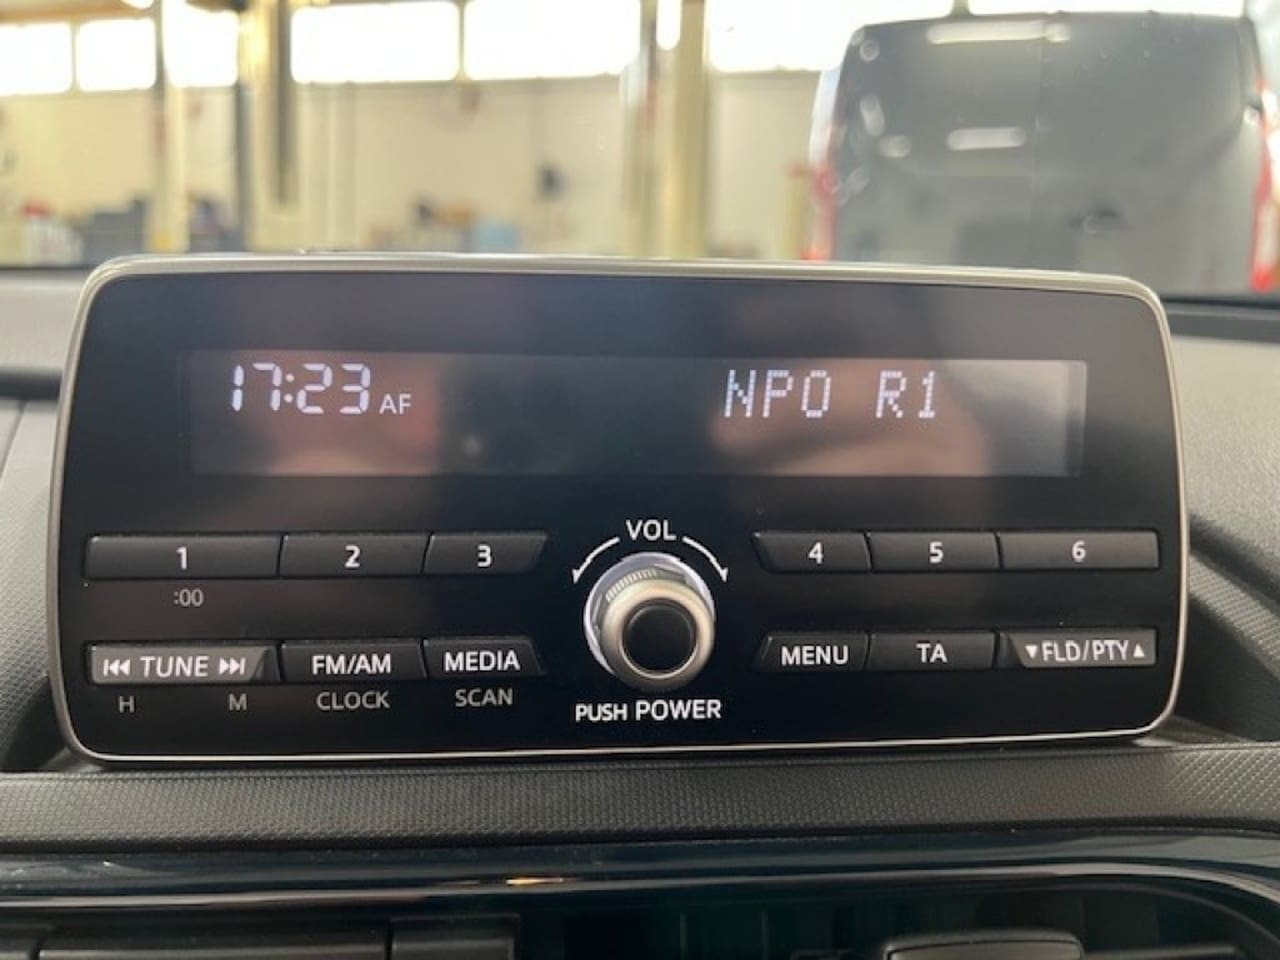 17:23 AF NPO R1
VOL
1 2 3 4 5 6
:00
TUNE FM/AM MEDIA MENU TA ▼FLD/PTY▲
H M CLOCK SCAN
PUSH POWER